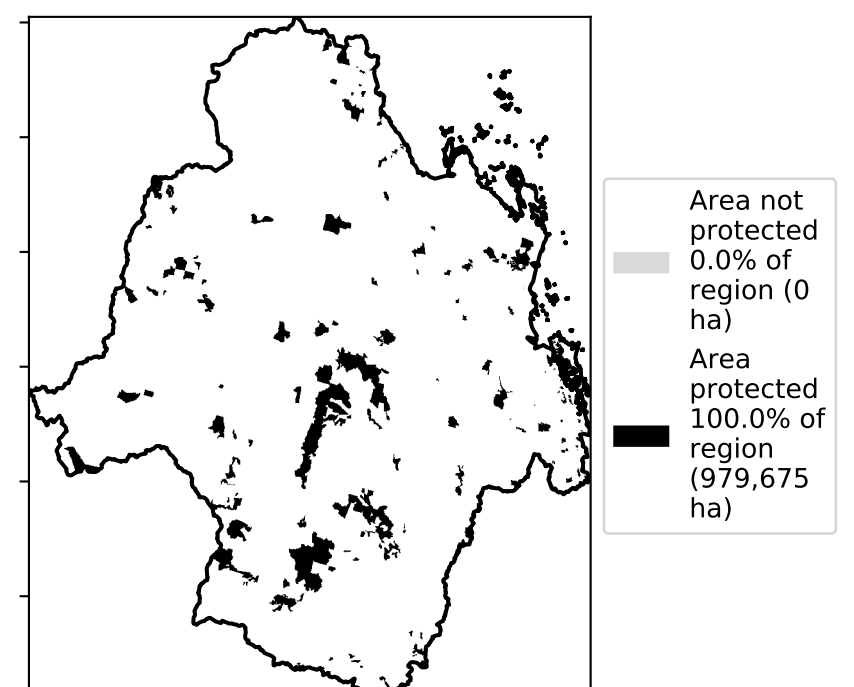 Area not
protected
0.0% of
region (0
ha)
Area
protected
100.0% of
region
(979,675
ha)